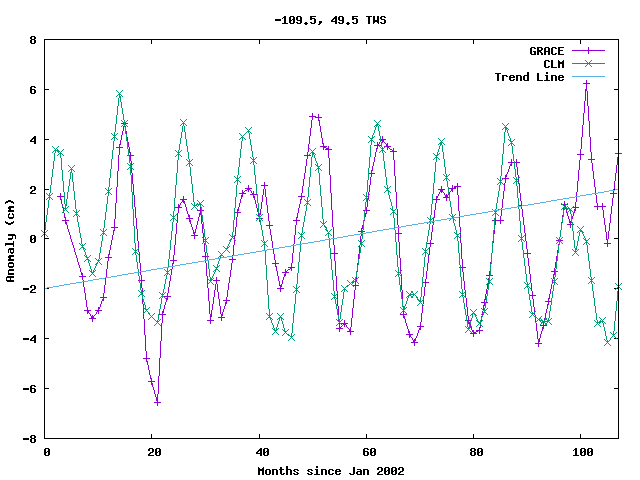 -109.5, 49.5 TWS
GRACE
CLM
Trend Line
8
6
4
2
0
-2
-4
-6
-8
Anomaly (cm)
0 20 40 60 80 100
Months since Jan 2002